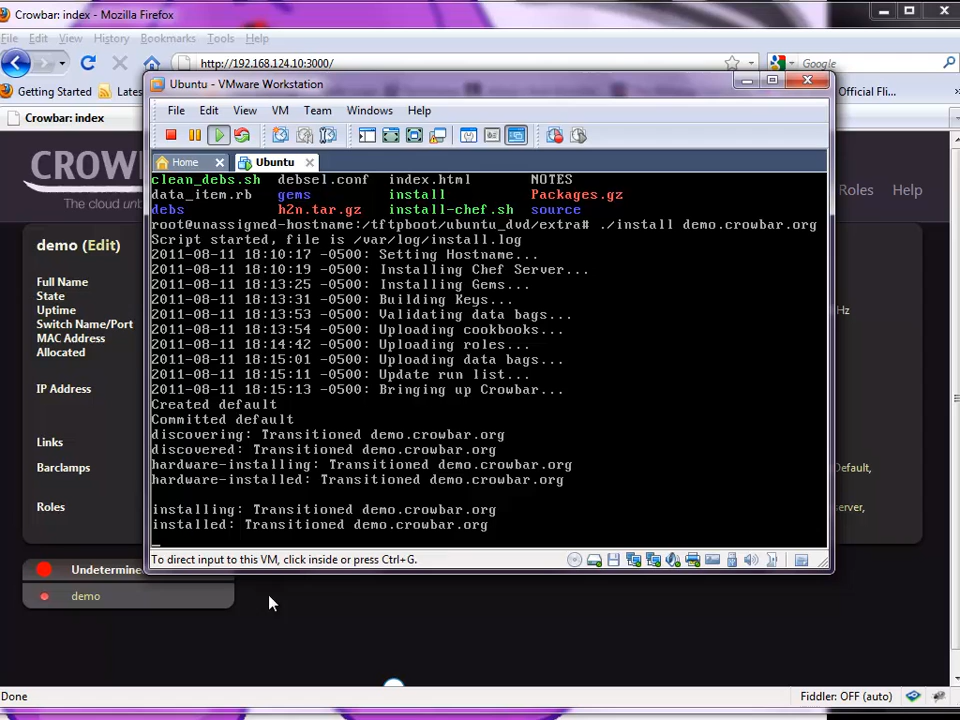 Crowbar: index - Mozilla Firefox
File Edit View History Bookmarks Tools Help
http://192.168.124.10:3000/
Google
Getting Started
Lates
Official Fli...
Crowbar: index
Ubuntu - VMware Workstation
File Edit View VM Team Windows Help
Home
Ubuntu
CROW
The cloud un
Roles Help
demo (Edit)
Full Name
State
Uptime
Switch Name/Port
MAC Address
Allocated
IP Address
Links
Barclamps
Roles
Hz
Default,
server,
clean_debs.sh debsel.conf index.html NOTES
data_item.rb gems install Packages.gz
debs h2n.tar.gz install-chef.sh source
root@unassigned-hostname:/tftpboot/ubuntu_dvd/extra# ./install demo.crowbar.org
Script started, file is /var/log/install.log
2011-08-11 18:10:17 -0500: Setting Hostname...
2011-08-11 18:10:19 -0500: Installing Chef Server...
2011-08-11 18:13:25 -0500: Installing Gems...
2011-08-11 18:13:31 -0500: Building Keys...
2011-08-11 18:13:53 -0500: Validating data bags...
2011-08-11 18:13:54 -0500: Uploading cookbooks...
2011-08-11 18:14:42 -0500: Uploading roles...
2011-08-11 18:15:01 -0500: Uploading data bags...
2011-08-11 18:15:11 -0500: Update run list...
2011-08-11 18:15:13 -0500: Bringing up Crowbar...
Created default
Committed default
discovering: Transitioned demo.crowbar.org
discovered: Transitioned demo.crowbar.org
hardware-installing: Transitioned demo.crowbar.org
hardware-installed: Transitioned demo.crowbar.org
installing: Transitioned demo.crowbar.org
installed: Transitioned demo.crowbar.org
To direct input to this VM, click inside or press Ctrl+G.
Undetermine
demo
Done
Fiddler: OFF (auto)